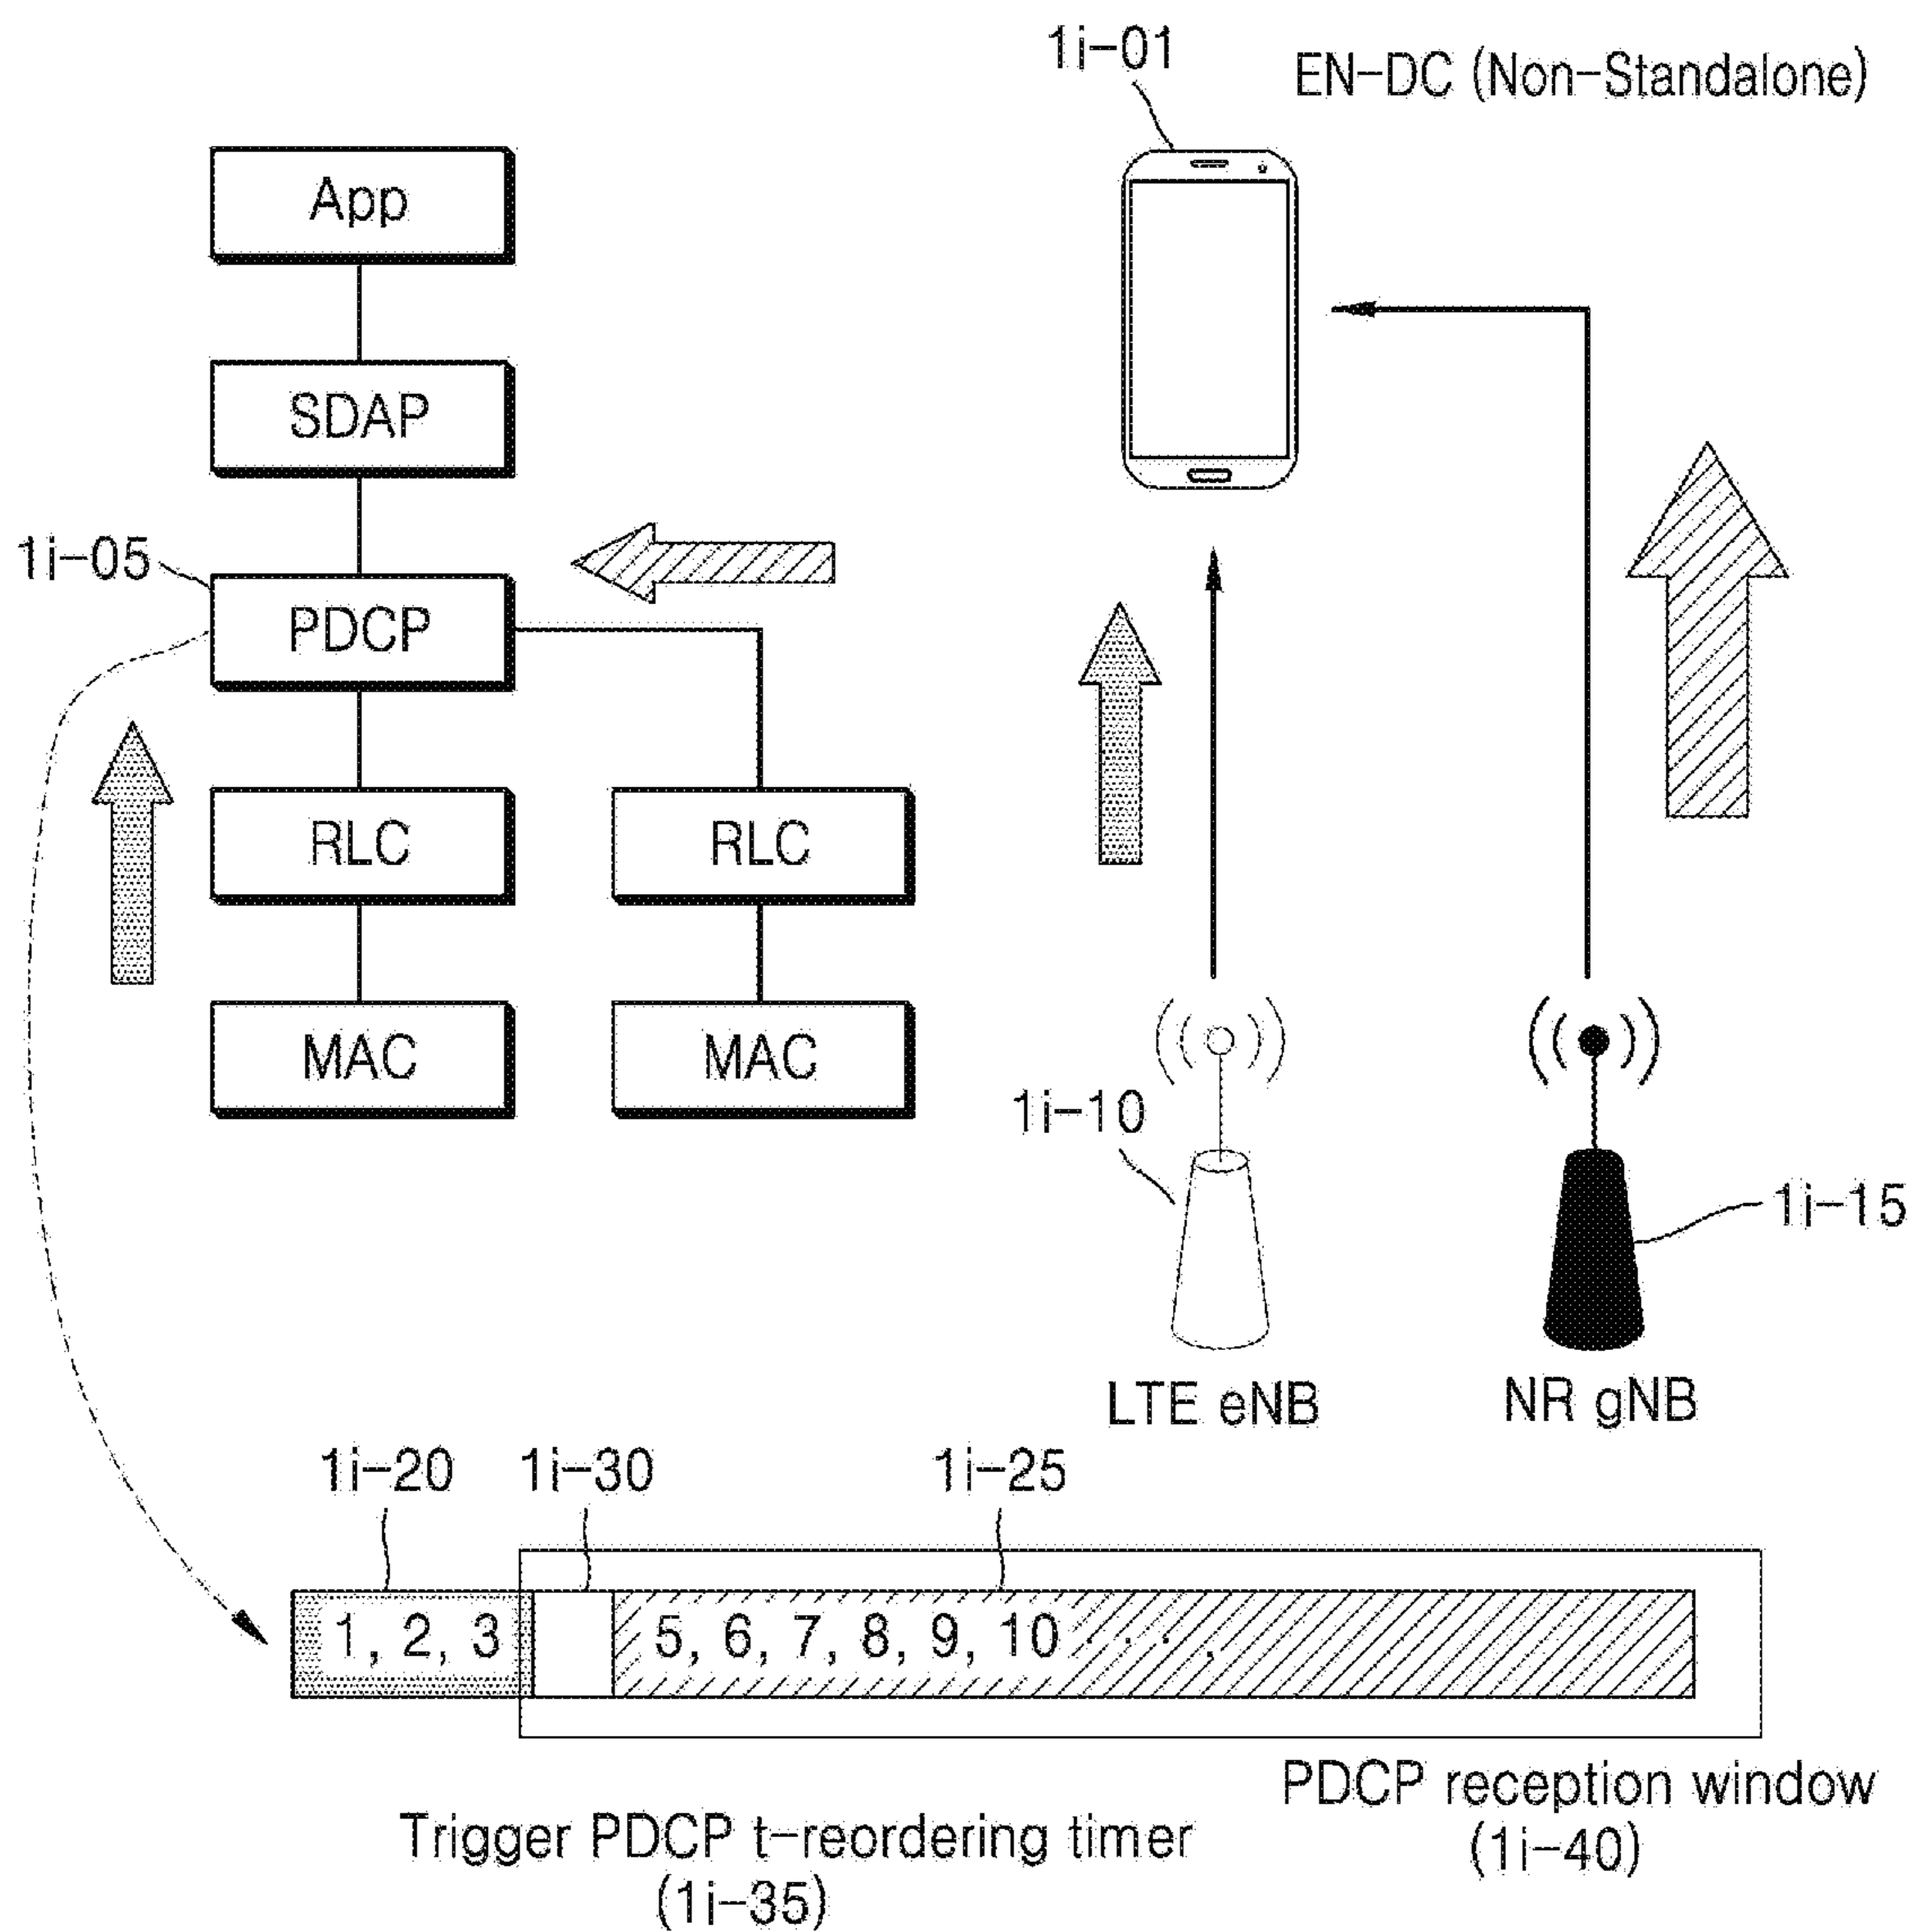 1i-01
EN-DC (Non-Standalone)
App
SDAP
1i-05
PDCP
RLC
RLC
MAC
MAC
1i-10
1i-15
LTE eNB
NR gNB
1i-20
1i-30
1i-25
1, 2, 3
5, 6, 7, 8, 9, 10 . . . .
PDCP reception window
(1i-40)
Trigger PDCP t-reordering timer
(1i-35)